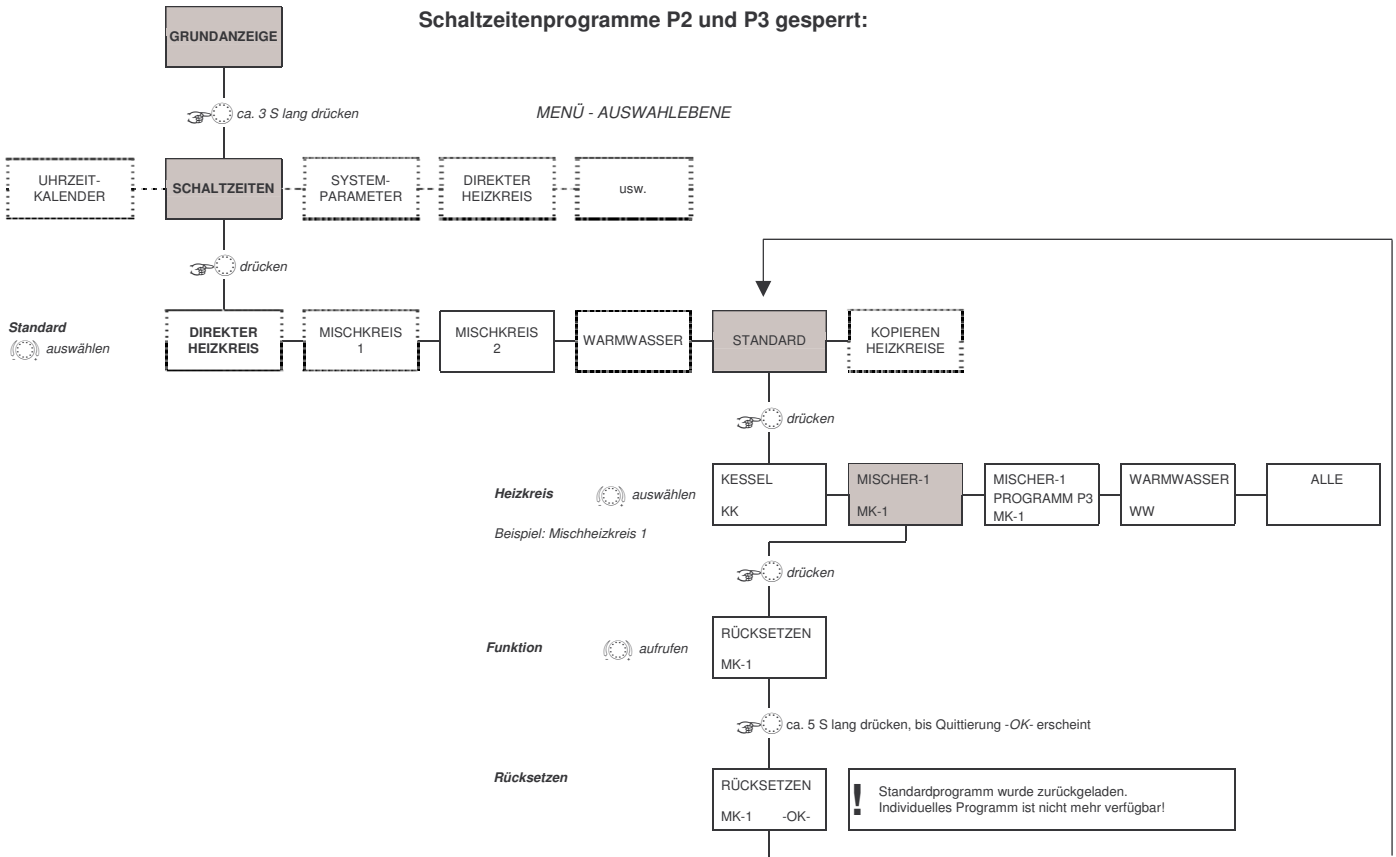 Schaltzeitenprogramme P2 und P3 gesperrt:
GRUNDANZEIGE
ca. 3 S lang drücken
MENÜ - AUSWAHLEBENE
UHRZEIT-
KALENDER
SCHALTZEITEN
SYSTEM-
PARAMETER
DIREKTER
HEIZKREIS
usw.
drücken
Standard
auswählen
DIREKTER
HEIZKREIS
MISCHKREIS
1
MISCHKREIS
2
WARMWASSER
STANDARD
KOPIEREN
HEIZKREISE
drücken
Heizkreis auswählen
Beispiel: Mischheizkreis 1
KESSEL
KK
MISCHER-1
MK-1
MISCHER-1
PROGRAMM P3
MK-1
WARMWASSER
WW
ALLE
drücken
Funktion aufrufen
RÜCKSETZEN
MK-1
ca. 5 S lang drücken, bis Quittierung -OK- erscheint
Rücksetzen
RÜCKSETZEN
MK-1 -OK-
! Standardprogramm wurde zurückgeladen.
Individuelles Programm ist nicht mehr verfügbar!